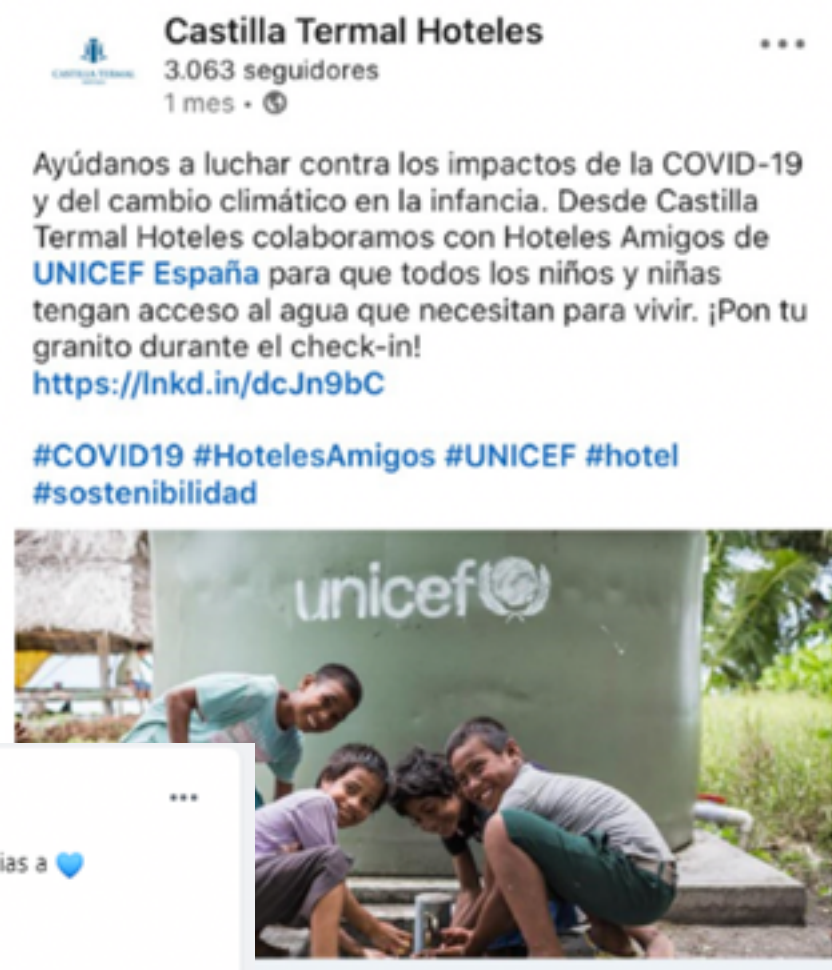 Castilla Termal Hoteles
3.063 seguidores
1 mes •
CASTILLA TERMAL
Ayúdanos a luchar contra los impactos de la COVID-19
y del cambio climático en la infancia. Desde Castilla
Termal Hoteles colaboramos con Hoteles Amigos de
UNICEF España para que todos los niños y niñas
tengan acceso al agua que necesitan para vivir. ¡Pon tu
granito durante el check-in!
https://lnkd.in/dcJn9bC
#COVID19 #HotelesAmigos #UNICEF #hotel
#sostenibilidad
unicef
ias a 💙